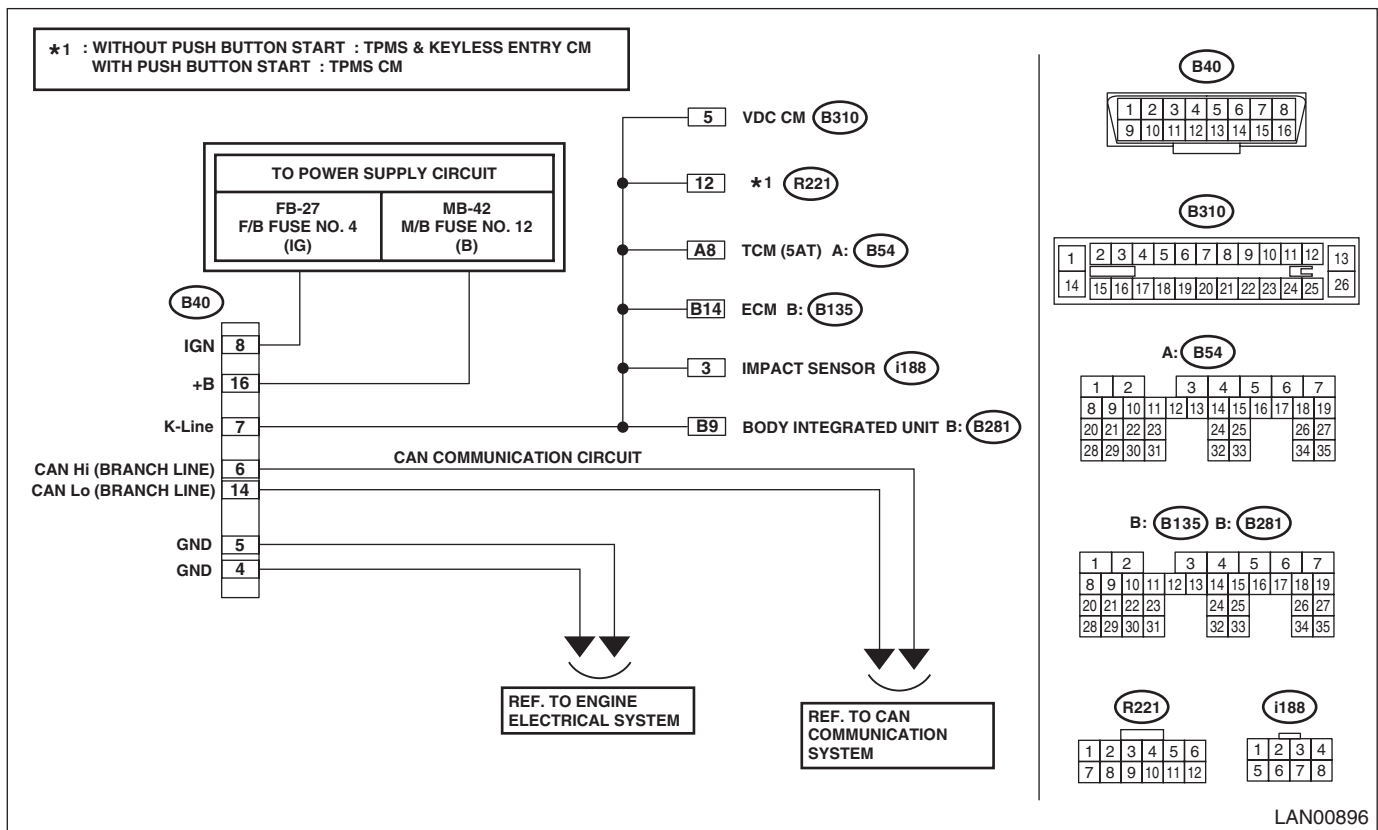 *1 : WITHOUT PUSH BUTTON START : TPMS & KEYLESS ENTRY CM
WITH PUSH BUTTON START : TPMS CM
TO POWER SUPPLY CIRCUIT
FB-27
F/B FUSE NO. 4
(IG)
MB-42
M/B FUSE NO. 12
(B)
B40
IGN 8
+B 16
K-Line 7
CAN Hi (BRANCH LINE) 6
CAN Lo (BRANCH LINE) 14
GND 5
GND 4
5 VDC CM B310
12 *1 R221
A8 TCM (5AT) A: B54
B14 ECM B: B135
3 IMPACT SENSOR i188
B9 BODY INTEGRATED UNIT B: B281
CAN COMMUNICATION CIRCUIT
REF. TO ENGINE
ELECTRICAL SYSTEM
REF. TO CAN
COMMUNICATION
SYSTEM
B40
1 2 3 4 5 6 7 8
9 10 11 12 13 14 15 16
B310
1 2 3 4 5 6 7 8 9 10 11 12 13
14 15 16 17 18 19 20 21 22 23 24 25 26
A: B54
1 2 3 4 5 6 7
8 9 10 11 12 13 14 15 16 17 18 19
20 21 22 23 24 25 26 27
28 29 30 31 32 33 34 35
B: B135 B: B281
1 2 3 4 5 6 7
8 9 10 11 12 13 14 15 16 17 18 19
20 21 22 23 24 25 26 27
28 29 30 31 32 33 34 35
R221
1 2 3 4 5 6
7 8 9 10 11 12
i188
1 2 3 4
5 6 7 8
LAN00896